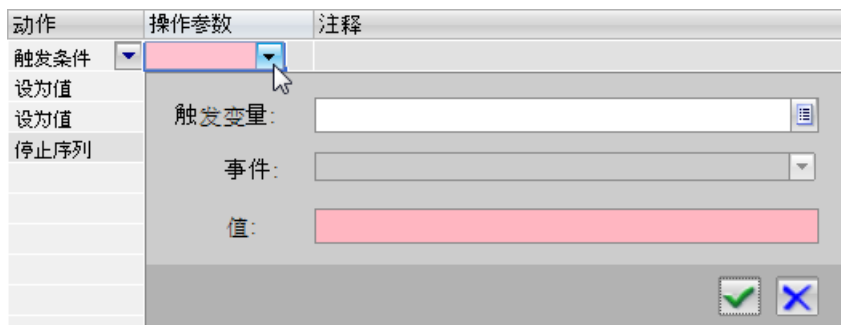 动作 操作参数 注释
触发条件
设为值
设为值
停止序列
触发变量:
事件:
值: